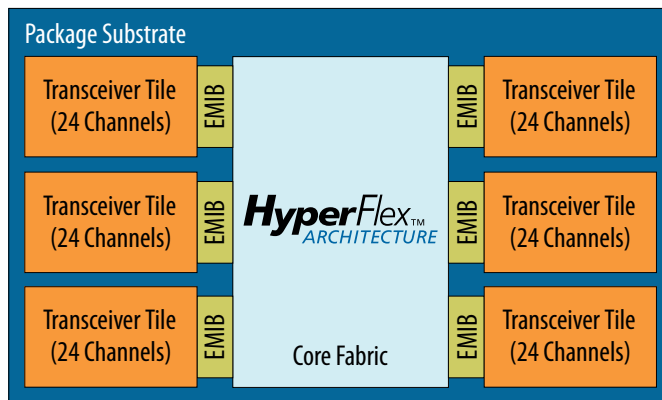 Package Substrate
Transceiver Tile
(24 Channels)
EMIB
EMIB
Transceiver Tile
(24 Channels)
Transceiver Tile
(24 Channels)
EMIB
HyperFlex™
ARCHITECTURE
EMIB
Transceiver Tile
(24 Channels)
Transceiver Tile
(24 Channels)
EMIB
Core Fabric
EMIB
Transceiver Tile
(24 Channels)